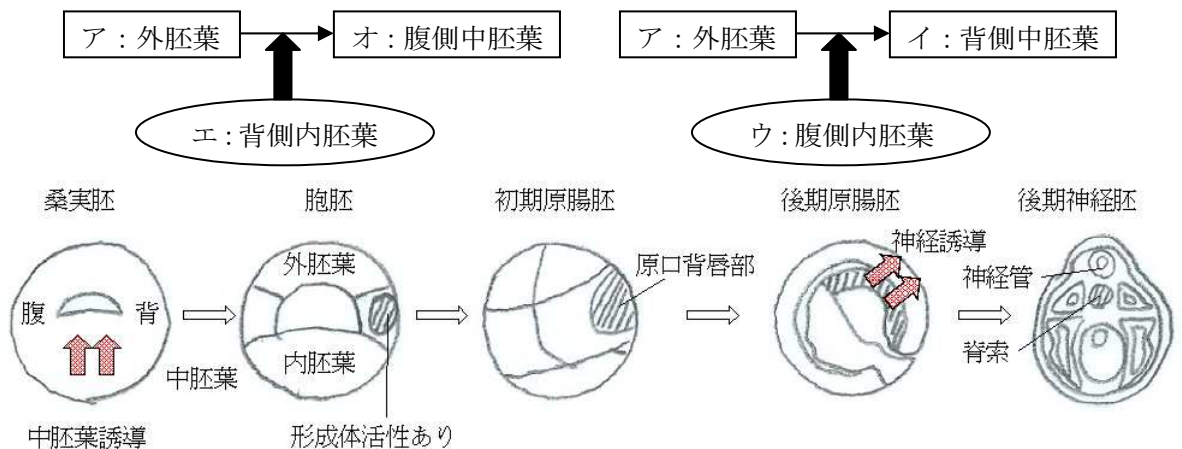 ア：外胚葉
オ：腹側中胚葉
ア：外胚葉
イ：背側中胚葉
エ：背側内胚葉
ウ：腹側内胚葉
桑実胚
胞胚
初期原腸胚
後期原腸胚
後期神経胚
神経誘導
外胚葉
原口背唇部
神経管
腹
背
内胚葉
中胚葉
脊索
中胚葉誘導
形成体活性あり